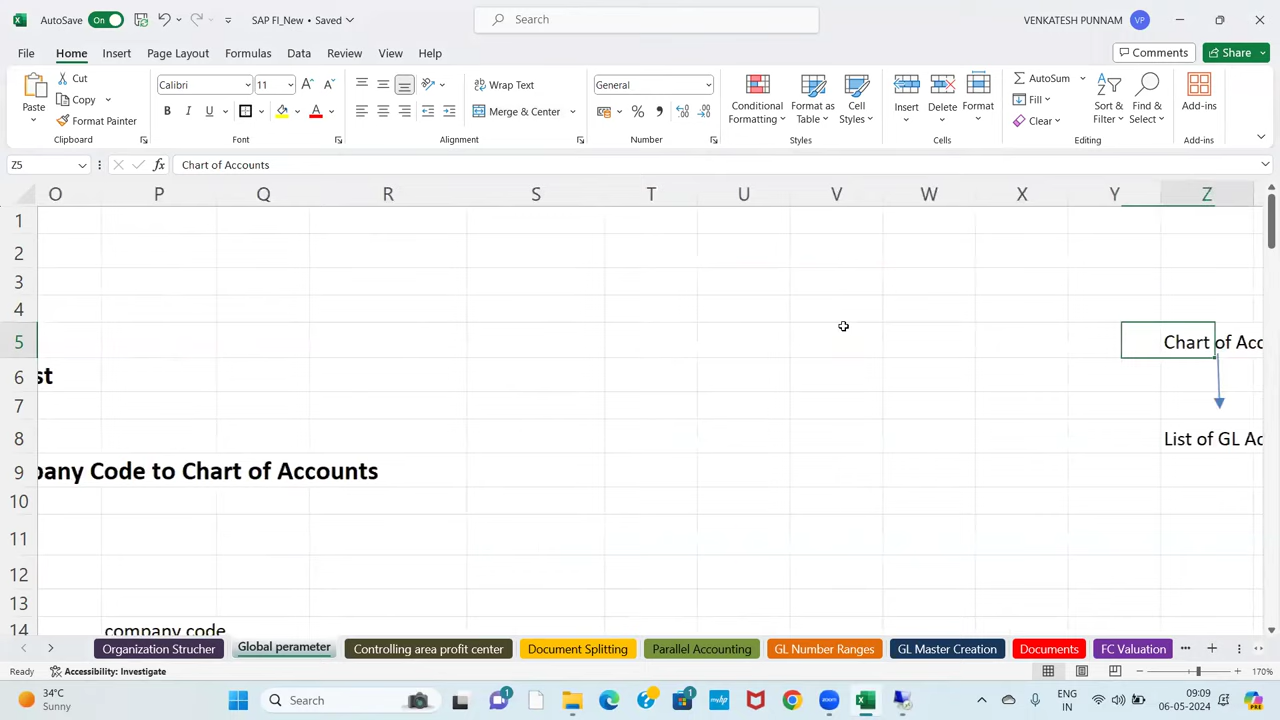 AutoSave On SAP FI_New • Saved Search VENKATESH PUNNAM VP
File Home Insert Page Layout Formulas Data Review View Help Comments Share
Paste Cut Copy Format Painter Clipboard
Calibri 11 B I U A Font
Wrap Text Merge & Center Alignment
General % Number
Conditional Formatting Format as Table Cell Styles Styles
Insert Delete Format Cells
AutoSum Fill Clear Sort & Filter Find & Select Editing
Add-ins Add-ins
Z5 fx Chart of Accounts
O P Q R S T U V W X Y Z
1
2
3
4
5 Chart of Acc
6 st
7
8 List of GL Ac
9 pany Code to Chart of Accounts
10
11
12
13
14 company code
Organization Strucher Global perameter Controlling area profit center Document Splitting Parallel Accounting GL Number Ranges GL Master Creation Documents FC Valuation
Ready Accessibility: Investigate 170%
34°C Sunny Search 1 1 zoom ENG IN 09:09 06-05-2024